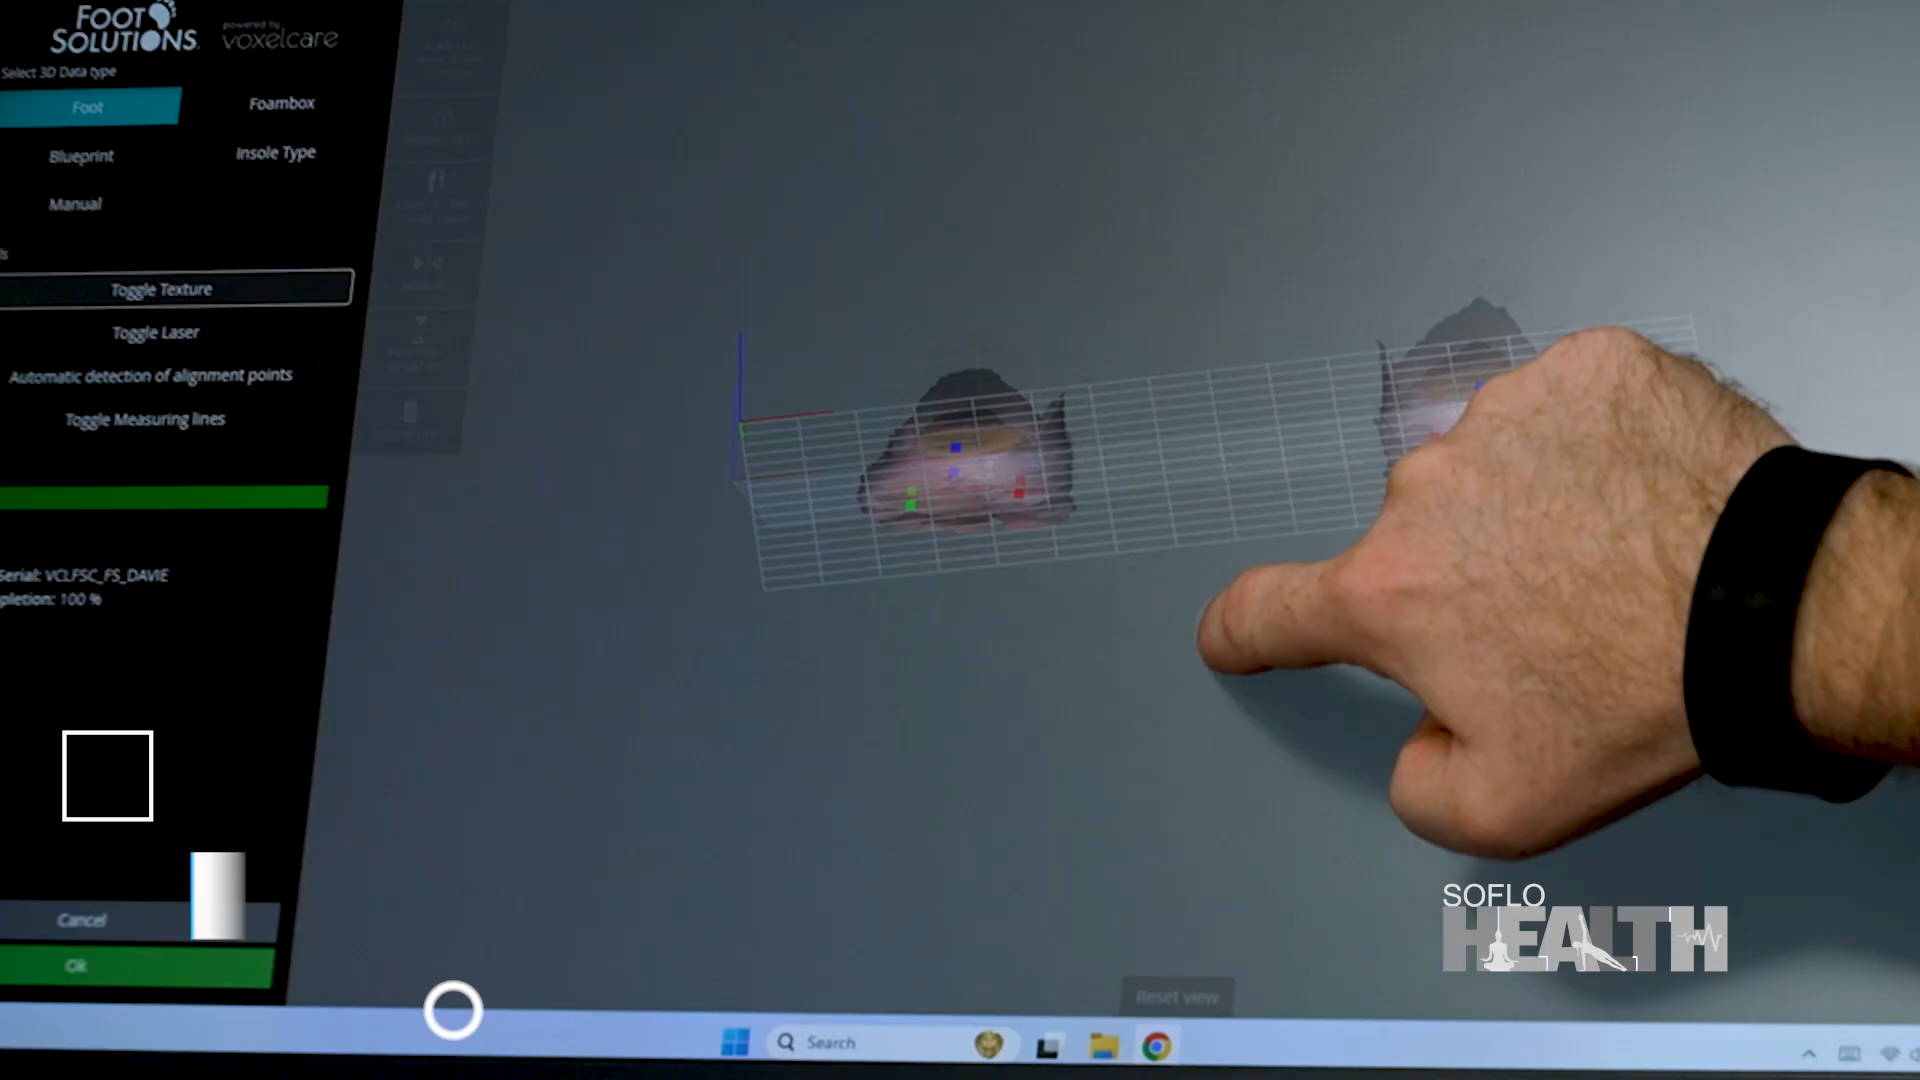 FOOT
SOLUTIONS
powered by
voxelcare
Select 3D Data type
Foot
Foambox
Blueprint
Insole Type
Manual
ls
Toggle Texture
Toggle Laser
Automatic detection of alignment points
Toggle Measuring lines
Serial: VCLFSC_FS_DAVIE
pletion: 100 %
Cancel
Ok
Reset view
Search
SOFLO
HEALTH